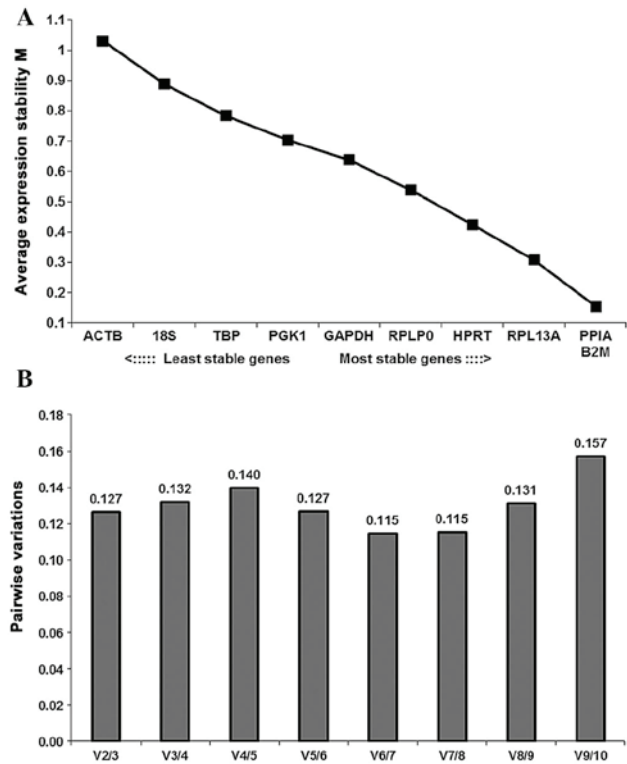 A
Average expression stability M
1.1
1
0.9
0.8
0.7
0.6
0.5
0.4
0.3
0.2
0.1
ACTB 18S TBP PGK1 GAPDH RPLP0 HPRT RPL13A PPIA
B2M
<::::: Least stable genes Most stable genes ::::>
B
Pairwise variations
0.18
0.16
0.14
0.12
0.10
0.08
0.06
0.04
0.02
0.00
0.127 0.132 0.140 0.127 0.115 0.115 0.131 0.157
V2/3 V3/4 V4/5 V5/6 V6/7 V7/8 V8/9 V9/10